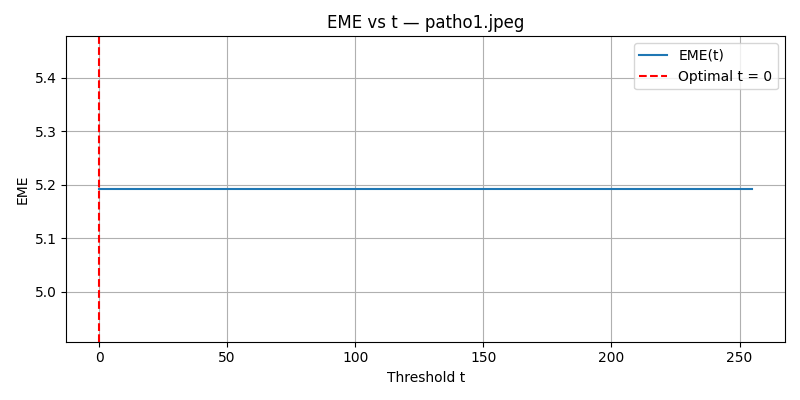 EME vs t — patho1.jpeg
EME(t)
Optimal t = 0
5.4
5.3
5.2
5.1
5.0
EME
0 50 100 150 200 250
Threshold t